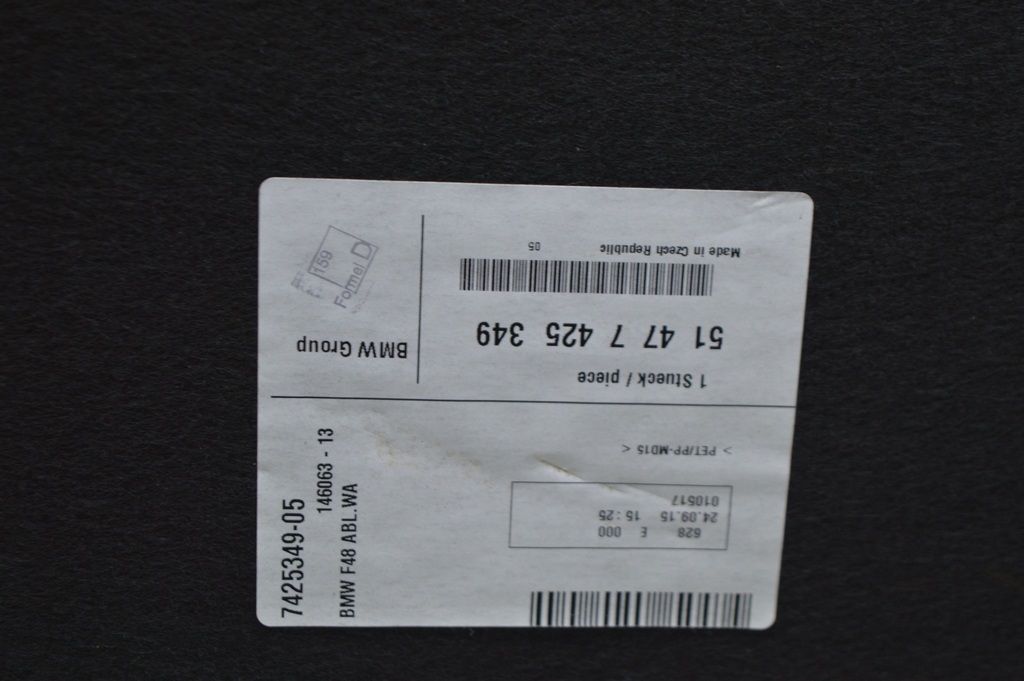 628 E 000
24.09.15 15:25
010517
> PET/PP-MD15 <
1 Stueck / piece
51 47 7 425 349
Made in Czech Republic 05
BMW Group
159
Formel D
7425349-05
146063 - 13
BMW F48 ABL.WA